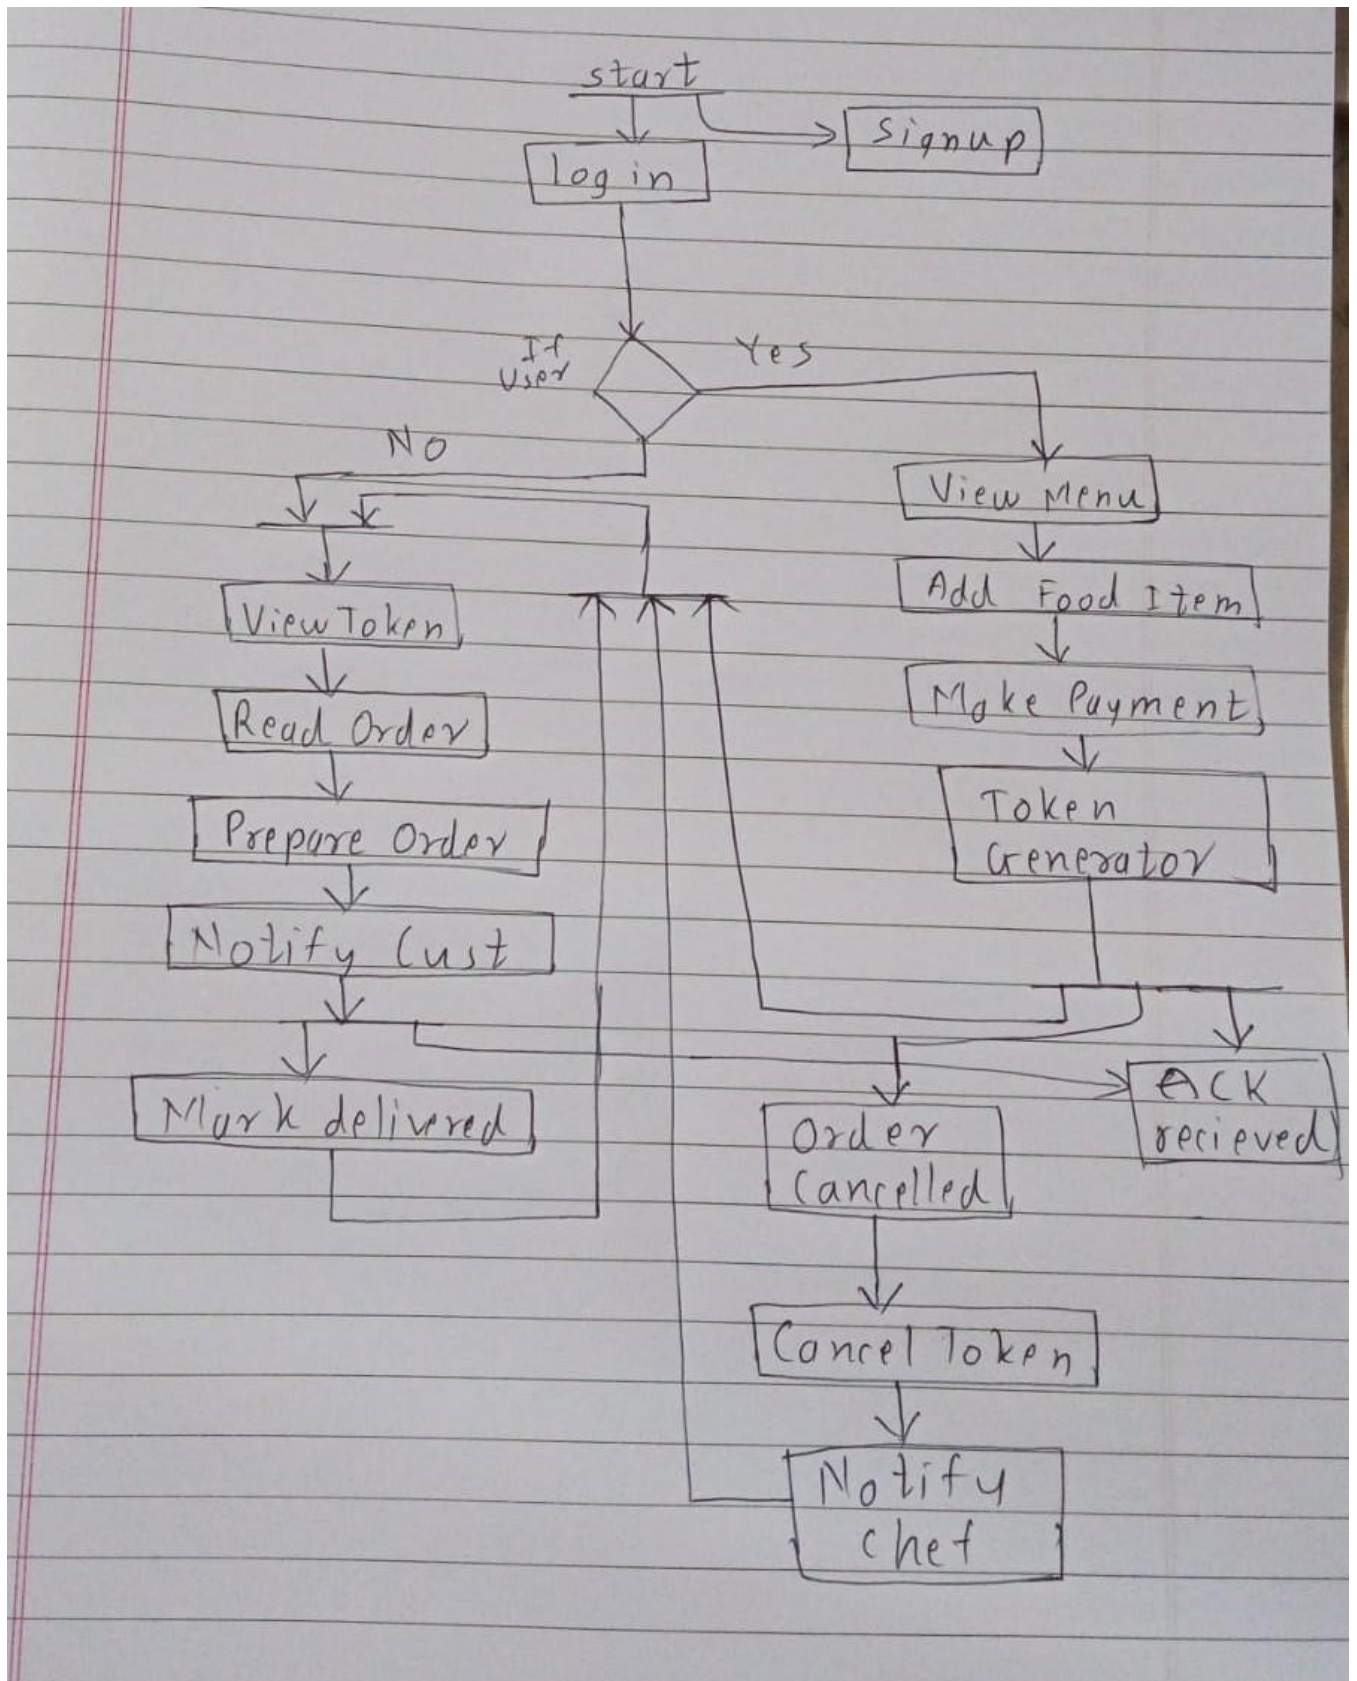 start
Signup
log in
If
User
Yes
No
View Menu
Add Food Item
Make Payment
Token
Generator
View Token
Read Order
Prepare Order
Notify Cust
Mark delivered
ACK
recieved
Order
Cancelled
Cancel Token
Notify
Chef